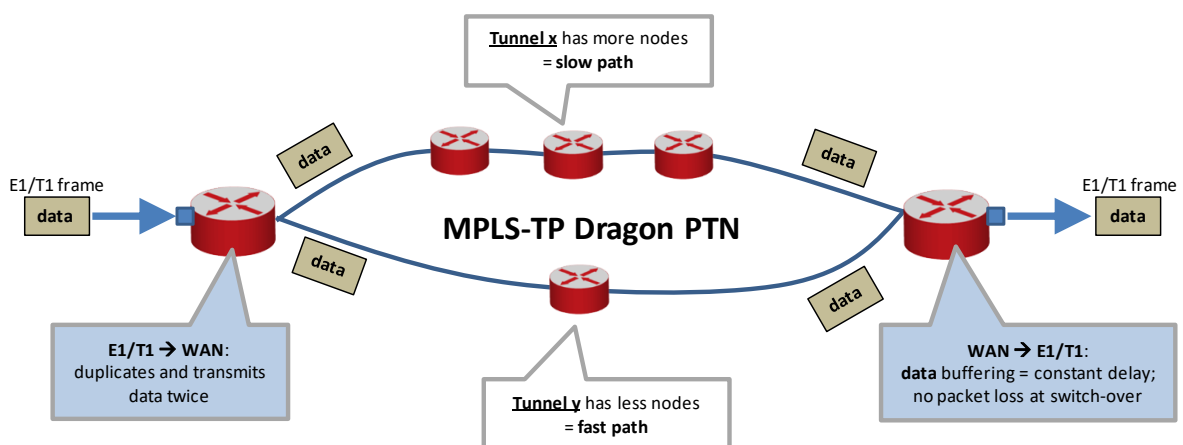 Tunnel x has more nodes
= slow path
data
data
E1/T1 frame
data
E1/T1 frame
data
MPLS-TP Dragon PTN
data
data
E1/T1 → WAN:
duplicates and transmits
data twice
WAN → E1/T1:
data buffering = constant delay;
no packet loss at switch-over
Tunnel y has less nodes
= fast path